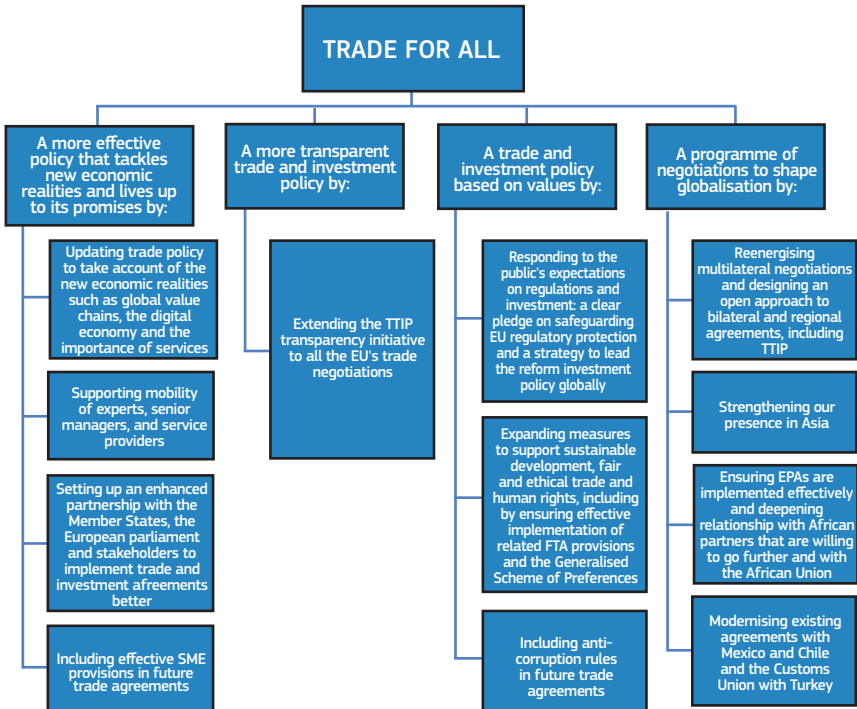 TRADE FOR ALL
A more effective
policy that tackles
new economic
realities and lives up
to its promises by:
Updating trade policy
to take account of the
new economic realities
such as global value
chains, the digital
economy and the
importance of services
Supporting mobility
of experts, senior
managers, and service
providers
Setting up an enhanced
partnership with the
Member States, the
European parliament
and stakeholders to
implement trade and
investment afreements
better
Including effective SME
provisions in future
trade agreements
A more transparent
trade and investment
policy by:
Extending the TTIP
transparency initiative
to all the EU's trade
negotiations
A trade and
investment policy
based on values by:
Responding to the
public's expectations
on regulations and
investment: a clear
pledge on safeguarding
EU regulatory protection
and a strategy to lead
the reform investment
policy globally
Expanding measures
to support sustainable
development, fair
and ethical trade and
human rights, including
by ensuring effective
implementation of
related FTA provisions
and the Generalised
Scheme of Preferences
Including anti-
corruption rules
in future trade
agreements
A programme of
negotiations to shape
globalisation by:
Reenergising
multilateral negotiations
and designing an
open approach to
bilateral and regional
agreements, including
TTIP
Strengthening our
presence in Asia
Ensuring EPAs are
implemented effectively
and deepening
relationship with African
partners that are willing
to go further and with
the African Union
Modernising existing
agreements with
Mexico and Chile
and the Customs
Union with Turkey